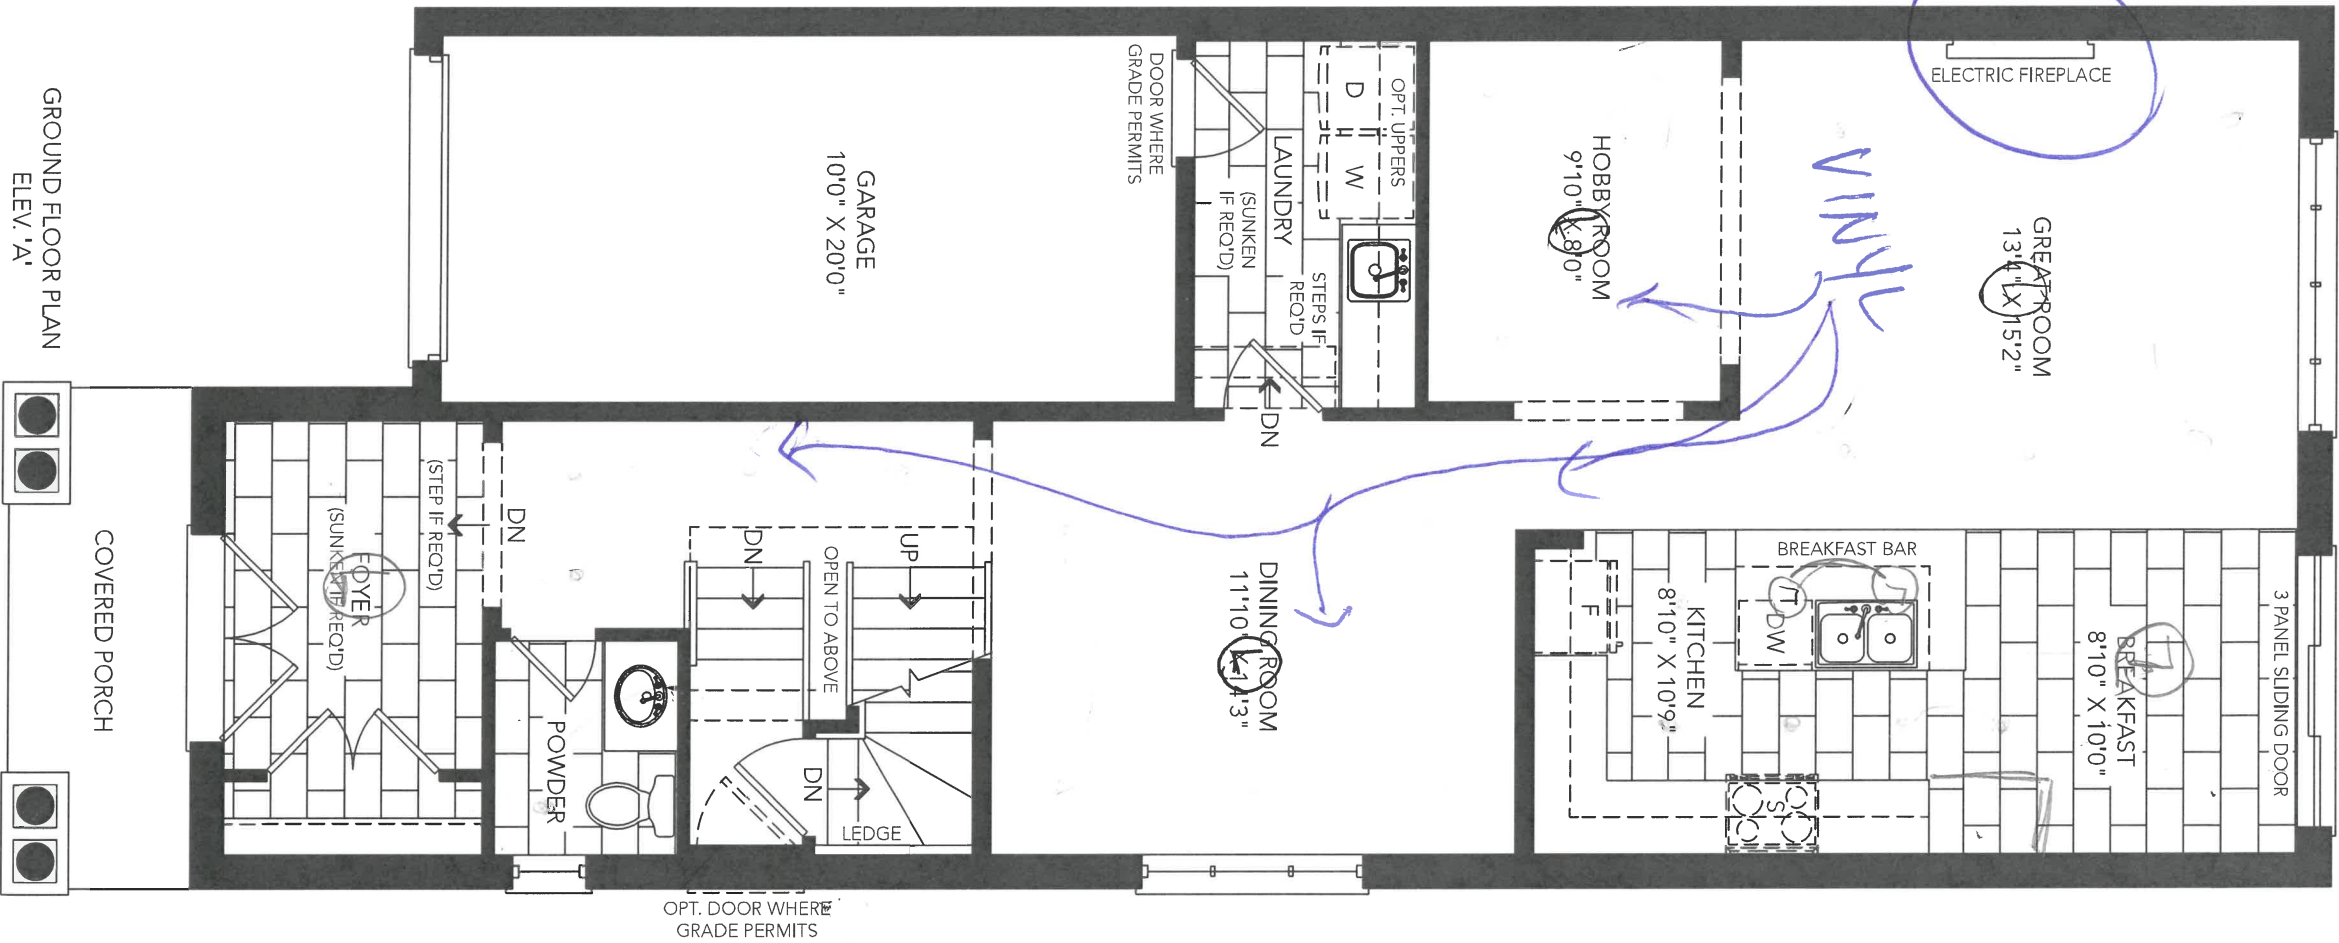 GROUND FLOOR PLAN
ELEV. 'A'
COVERED PORCH
GARAGE
10'0" X 20'0"
DOOR WHERE
GRADE PERMITS
LAUNDRY
(SUNKEN
IF REQ'D)
STEPS IF
REQ'D
OPT. UPPERS
D
W
DN
HOBBY ROOM
9'10" X 8'0"
VINYL
ELECTRIC FIREPLACE
GREAT ROOM
13'4" X 15'2"
FOYER
(SUNKEN IF REQ'D)
(STEP IF REQ'D)
DN
POWDER
DN
OPEN TO ABOVE
UP
DN
LEDGE
OPT. DOOR WHERE
GRADE PERMITS
DINING ROOM
11'10" X 14'3"
BREAKFAST BAR
F
KITCHEN
8'10" X 10'9"
DW
S
BREAKFAST
8'10" X 10'0"
3 PANEL SLIDING DOOR